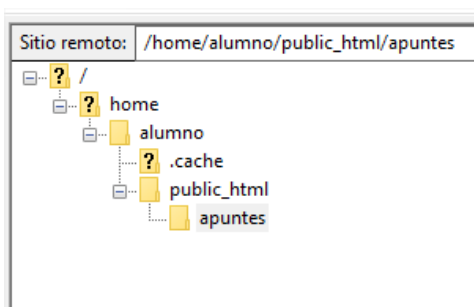 Sitio remoto: /home/alumno/public_html/apuntes
? /
? home
alumno
? .cache
public_html
apuntes